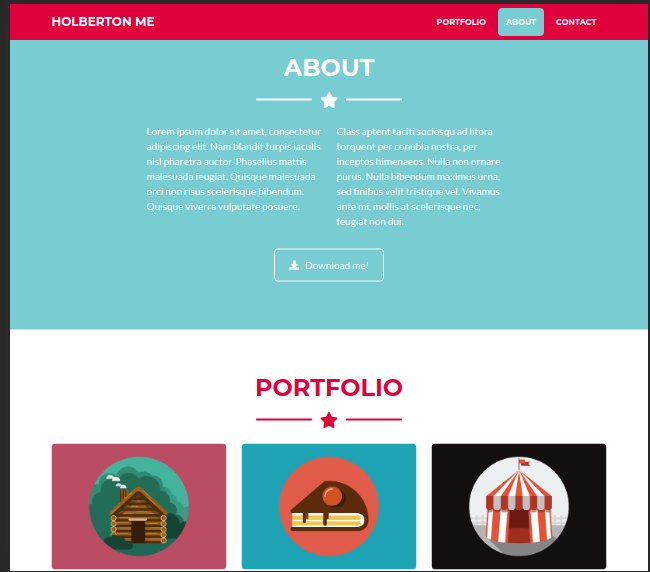 HOLBERTON ME
PORTFOLIO
ABOUT
CONTACT
ABOUT
Lorem ipsum dolor sit amet, consectetur
adipiscing elit. Nam blandit turpis iaculis
nisl pharetra auctor. Phasellus mattis
malesuada feugiat. Quisque malesuada
orci non risus scelerisque bibendum.
Quisque viverra vulputate posuere.
Class aptent taciti sociosqu ad litora
torquent per conubia nostra, per
inceptos himenaeos. Nulla non ornare
purus. Nulla bibendum maximus urna,
sed finibus velit tristique vel. Vivamus
ante mi, mollis at scelerisque nec,
feugiat non dui.
Download me!
PORTFOLIO